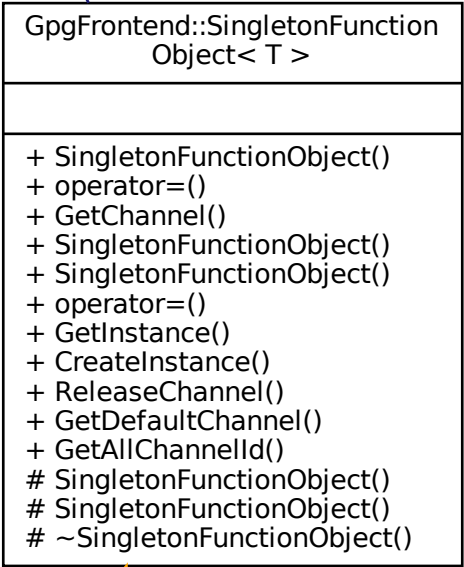 GpgFrontend::SingletonFunction
Object< T >
+ SingletonFunctionObject()
+ operator=()
+ GetChannel()
+ SingletonFunctionObject()
+ SingletonFunctionObject()
+ operator=()
+ GetInstance()
+ CreateInstance()
+ ReleaseChannel()
+ GetDefaultChannel()
+ GetAllChannelId()
# SingletonFunctionObject()
# SingletonFunctionObject()
# ~SingletonFunctionObject()